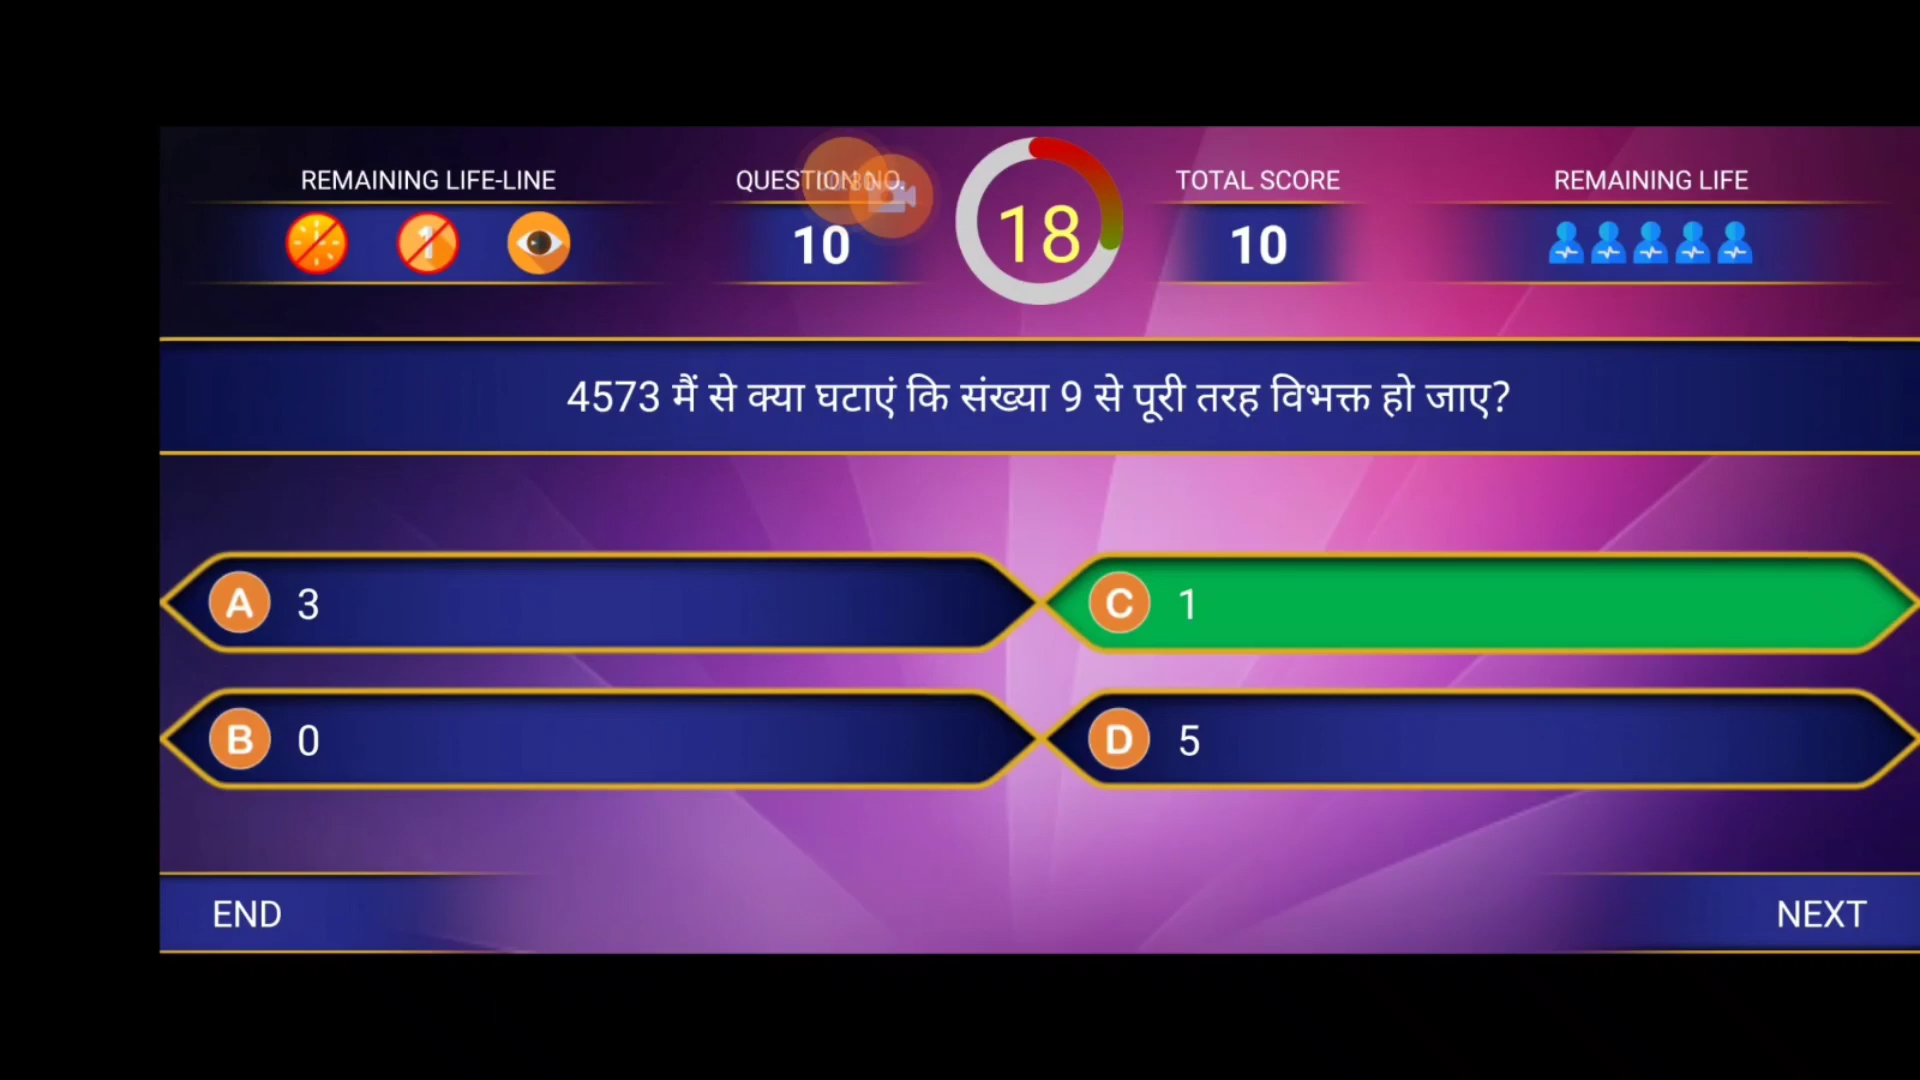 REMAINING LIFE-LINE
QUESTION NO.
TOTAL SCORE
REMAINING LIFE
1
10
18
10
4573 मैं से क्या घटाएं कि संख्या 9 से पूरी तरह विभक्त हो जाए?
A 3
C 1
B 0
D 5
END
NEXT